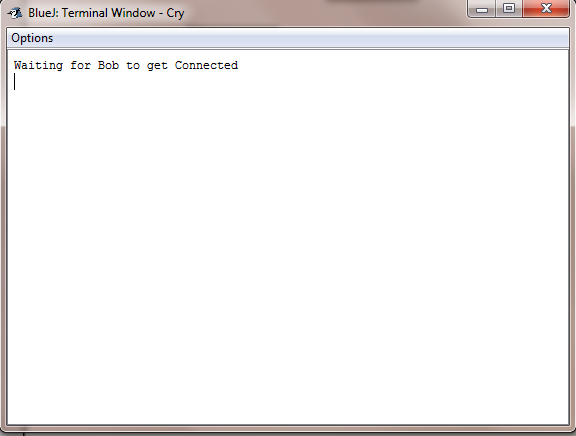 BlueJ: Terminal Window - Cry
Options
Waiting for Bob to get Connected